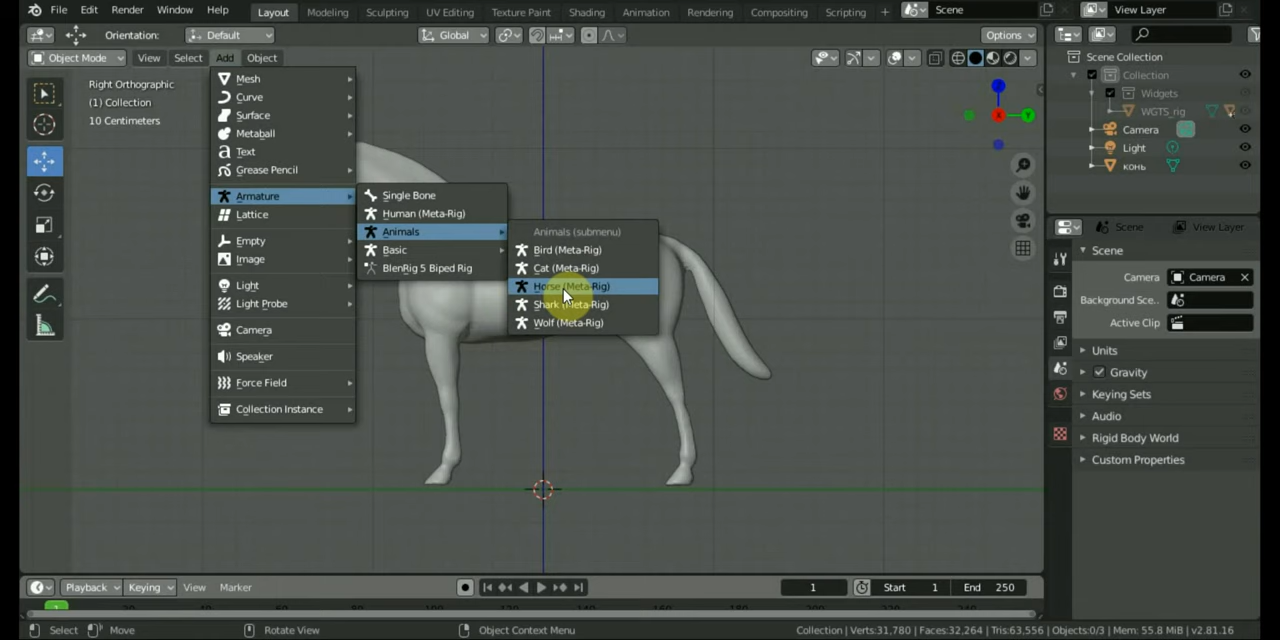 File Edit Render Window Help Layout Modeling Sculpting UV Editing Texture Paint Shading Animation Rendering Compositing Scripting + Scene View Layer
Orientation: Default Global Options
Object Mode View Select Add Object
Right Orthographic
(1) Collection
10 Centimeters
Mesh
Curve
Surface
Metaball
Text
Grease Pencil
Armature
Lattice
Empty
Image
Light
Light Probe
Camera
Speaker
Force Field
Collection Instance
Single Bone
Human (Meta-Rig)
Animals
Basic
BlenRig 5 Biped Rig
Animals (submenu)
Bird (Meta-Rig)
Cat (Meta-Rig)
Horse (Meta-Rig)
Shark (Meta-Rig)
Wolf (Meta-Rig)
Z
X
Y
Scene Collection
Collection
Widgets
WGTS_rig
Camera
Light
конь
Scene View Layer
Scene
Camera Camera
Background Sce..
Active Clip
Units
Gravity
Keying Sets
Audio
Rigid Body World
Custom Properties
Playback Keying View Marker 1 Start 1 End 250
1
Select Move Rotate View Object Context Menu Collection | Verts:31,780 | Faces:32,264 | Tris:63,556 | Objects:0/3 | Mem: 55.8 MiB | v2.81.16